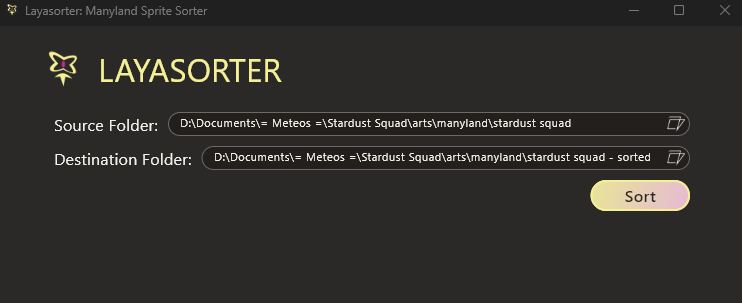 Layasorter: Manyland Sprite Sorter
LAYASORTER
Source Folder: D:\Documents\= Meteos =\Stardust Squad\arts\manyland\stardust squad
Destination Folder: D:\Documents\= Meteos =\Stardust Squad\arts\manyland\stardust squad - sorted
Sort